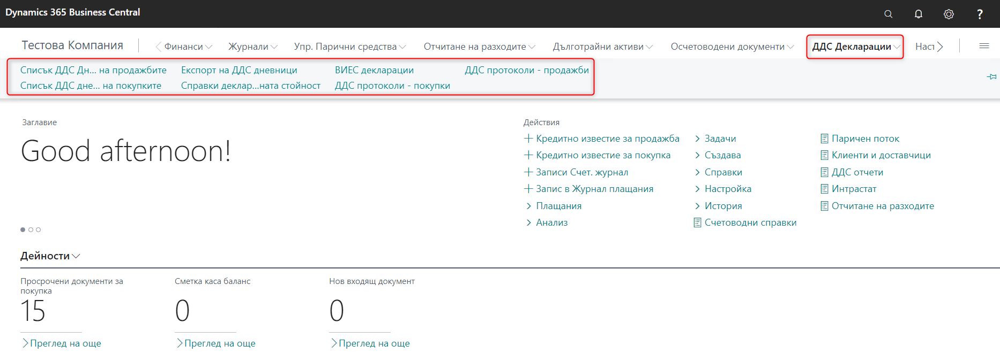 Dynamics 365 Business Central
?
Тестова Компания
Финанси
Журнали
Упр. Парични средства
Отчитане на разходите
Дълготрайни активи
Осчетоводени документи
ДДС Декларации
Наст
Списък ДДС Дн... на продажбите
Експорт на ДДС дневници
ВИЕС декларации
ДДС протоколи - продажби
Списък ДДС дне... на покупките
Справки деклар...ната стойност
ДДС протоколи - покупки
Заглавие
Good afternoon!
Действия
Кредитно известие за продажба
Кредитно известие за покупка
Записи Счет. журнал
Запис в Журнал плащания
Плащания
Анализ
Задачи
Създава
Справки
Настройка
История
Счетоводни справки
Паричен поток
Клиенти и доставчици
ДДС отчети
Интрастат
Отчитане на разходите
Дейности
Просрочени документи за
покупка
15
Преглед на още
Сметка каса баланс
0
Преглед на още
Нов входящ документ
0
Преглед на още